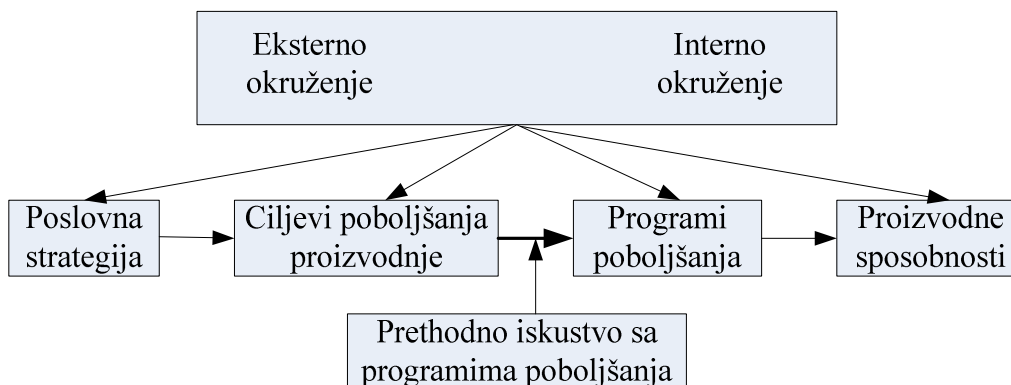 Eksterno
okruženje
Interno
okruženje
Poslovna
strategija
Ciljevi poboljšanja
proizvodnje
Programi
poboljšanja
Proizvodne
sposobnosti
Prethodno iskustvo sa
programima poboljšanja